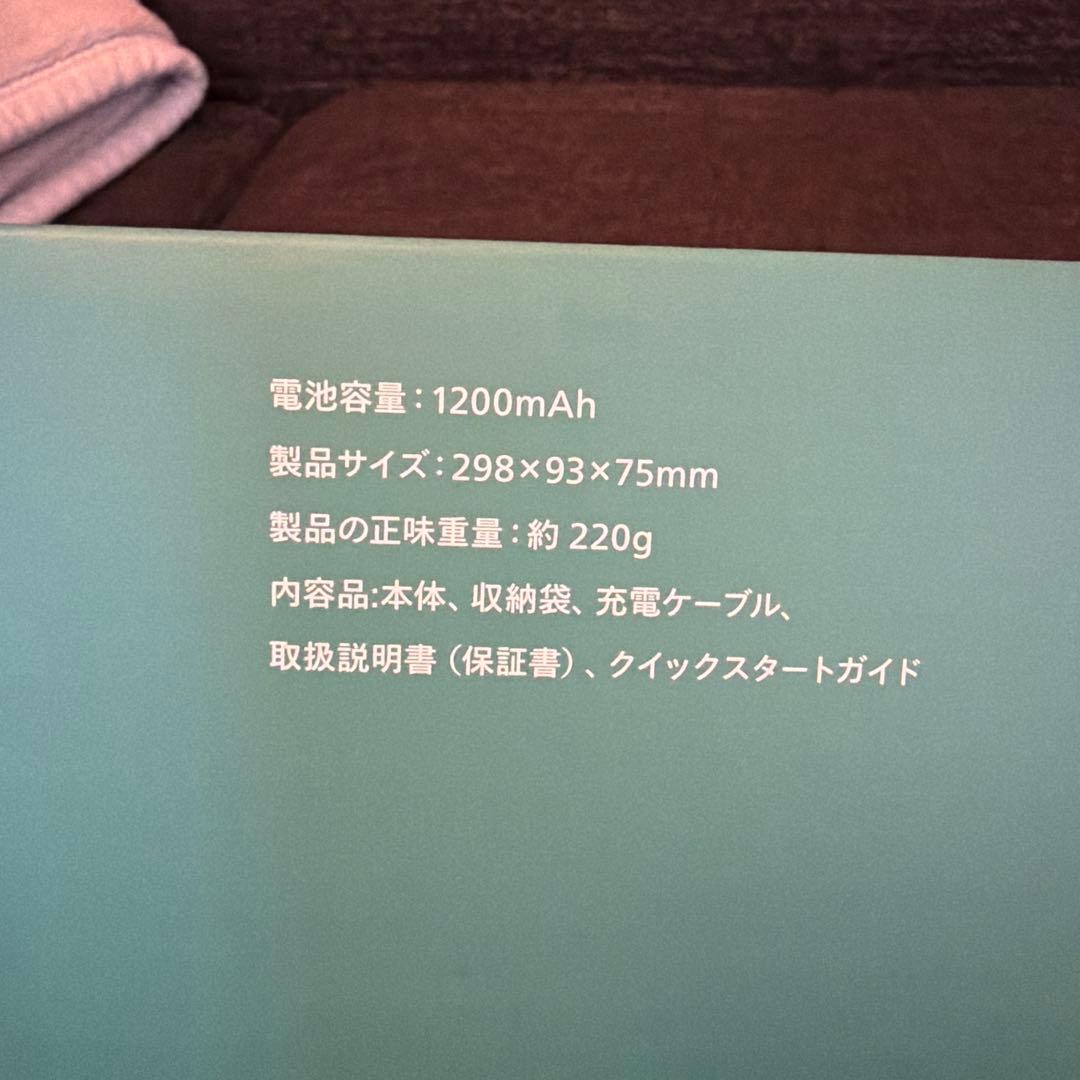 電池容量：1200mAh
製品サイズ：298×93×75mm
製品の正味重量：約 220g
内容品:本体、収納袋、充電ケーブル、
取扱説明書（保証書）、クイックスタートガイド